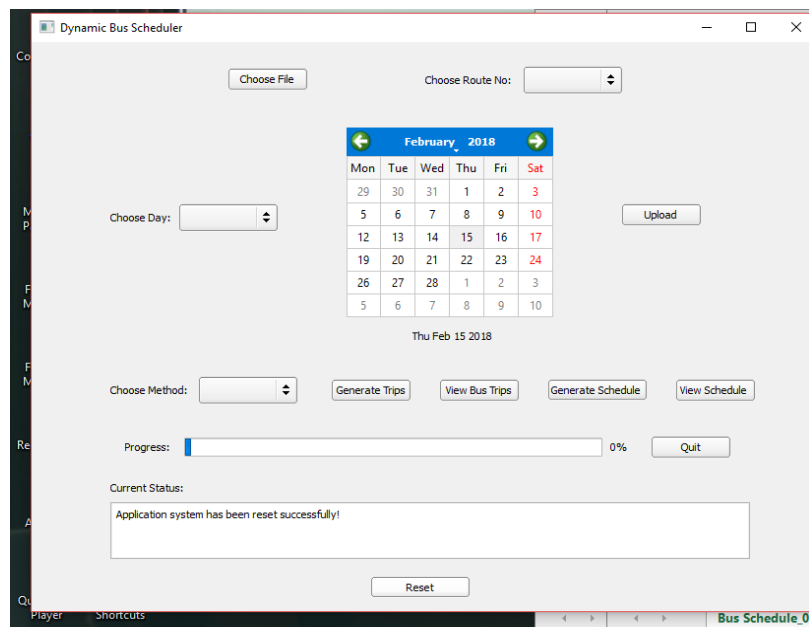 Dynamic Bus Scheduler
Co
Choose File
Choose Route No:
February 2018
Mon Tue Wed Thu Fri Sat
29 30 31 1 2 3
5 6 7 8 9 10
12 13 14 15 16 17
19 20 21 22 23 24
26 27 28 1 2 3
5 6 7 8 9 10
Choose Day:
Upload
M
P
F
M
Thu Feb 15 2018
F
M
Choose Method:
Generate Trips
View Bus Trips
Generate Schedule
View Schedule
Re
Progress:
0%
Quit
Current Status:
Application system has been reset successfully!
A
Reset
Qu
Player
Shortcuts
Bus Schedule_0